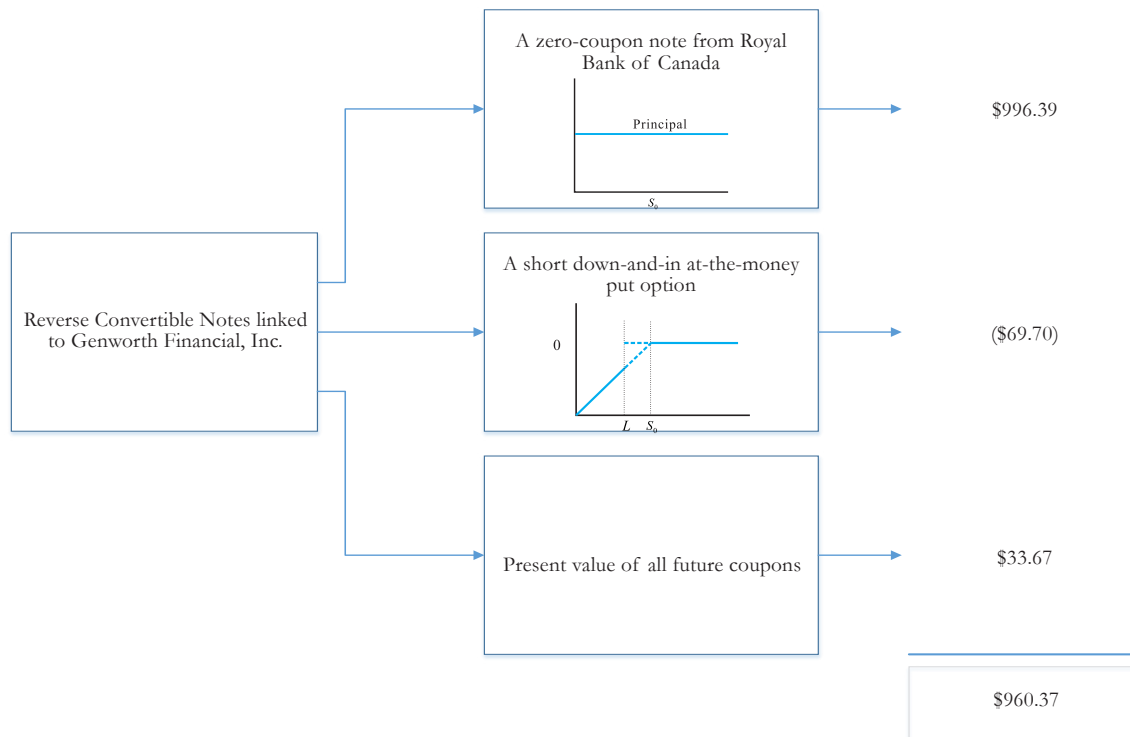 A zero-coupon note from Royal
Bank of Canada
Principal
S₀
$996.39
Reverse Convertible Notes linked
to Genworth Financial, Inc.
A short down-and-in at-the-money
put option
0
L S₀
($69.70)
Present value of all future coupons
$33.67
$960.37